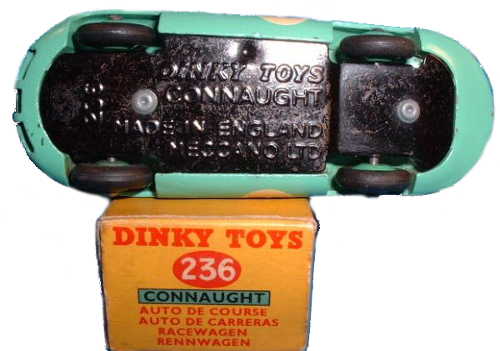 DINKY TOYS
236
CONNAUGHT
MADE IN ENGLAND
MECCANO LTD
DINKY TOYS
236
CONNAUGHT
AUTO DE COURSE
AUTO DE CARRERAS
RACEWAGEN
RENNWAGEN